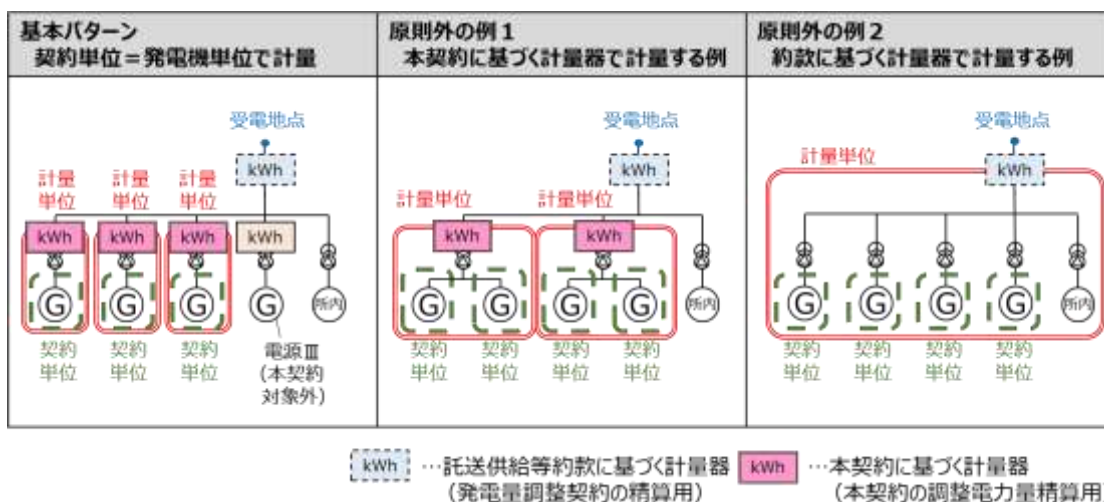 基本パターン
契約単位＝発電機単位で計量
原則外の例１
本契約に基づく計量器で計量する例
原則外の例２
約款に基づく計量器で計量する例
受電地点
kWh
計量
単位
計量
単位
計量
単位
kWh
kWh
kWh
kWh
G
G
G
G
所内
契約
単位
契約
単位
契約
単位
電源Ⅲ
（本契約
対象外）
受電地点
kWh
計量単位
計量単位
kWh
kWh
G
G
G
G
所内
契約
単位
契約
単位
契約
単位
契約
単位
受電地点
計量単位
kWh
G
G
G
G
所内
契約
単位
契約
単位
契約
単位
契約
単位
kWh …託送供給等約款に基づく計量器
（発電量調整契約の精算用）
kWh …本契約に基づく計量器
（本契約の調整電力量精算用